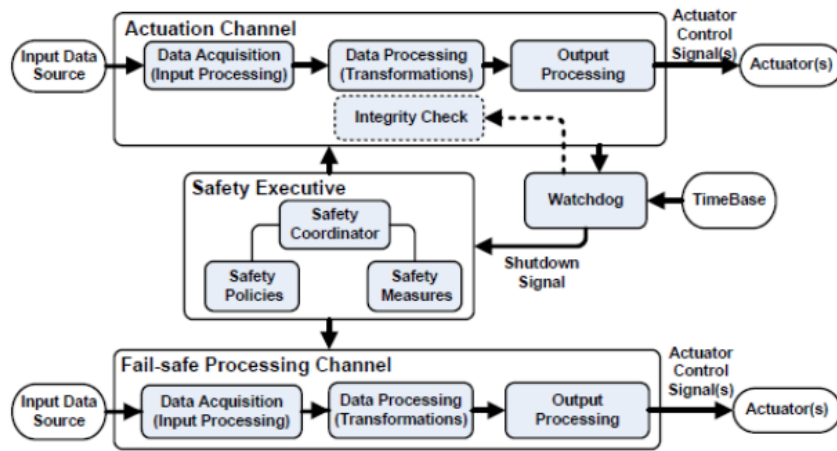 Actuation Channel
Actuator
Control
Signal(s)
Input Data
Source
Data Acquisition
(Input Processing)
Data Processing
(Transformations)
Output
Processing
Actuator(s)
Integrity Check
Safety Executive
Safety
Coordinator
Safety
Policies
Safety
Measures
Watchdog
TimeBase
Shutdown
Signal
Fail-safe Processing Channel
Actuator
Control
Signal(s)
Input Data
Source
Data Acquisition
(Input Processing)
Data Processing
(Transformations)
Output
Processing
Actuator(s)